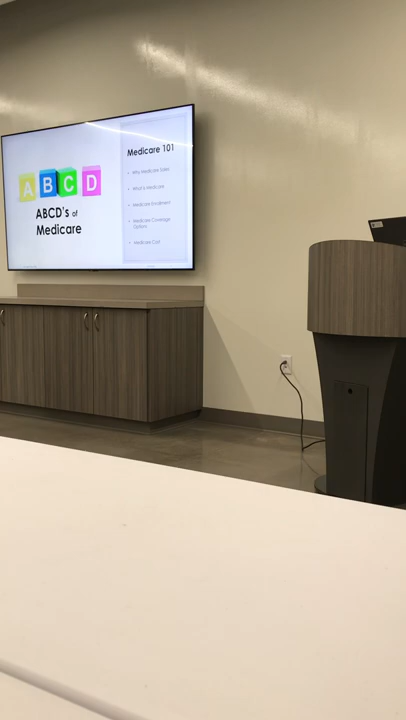 A B C D
ABCD's of
Medicare
Medicare 101
Why Medicare Sales
What is Medicare
Medicare Enrollment
Medicare Coverage
Options
Medicare Cost